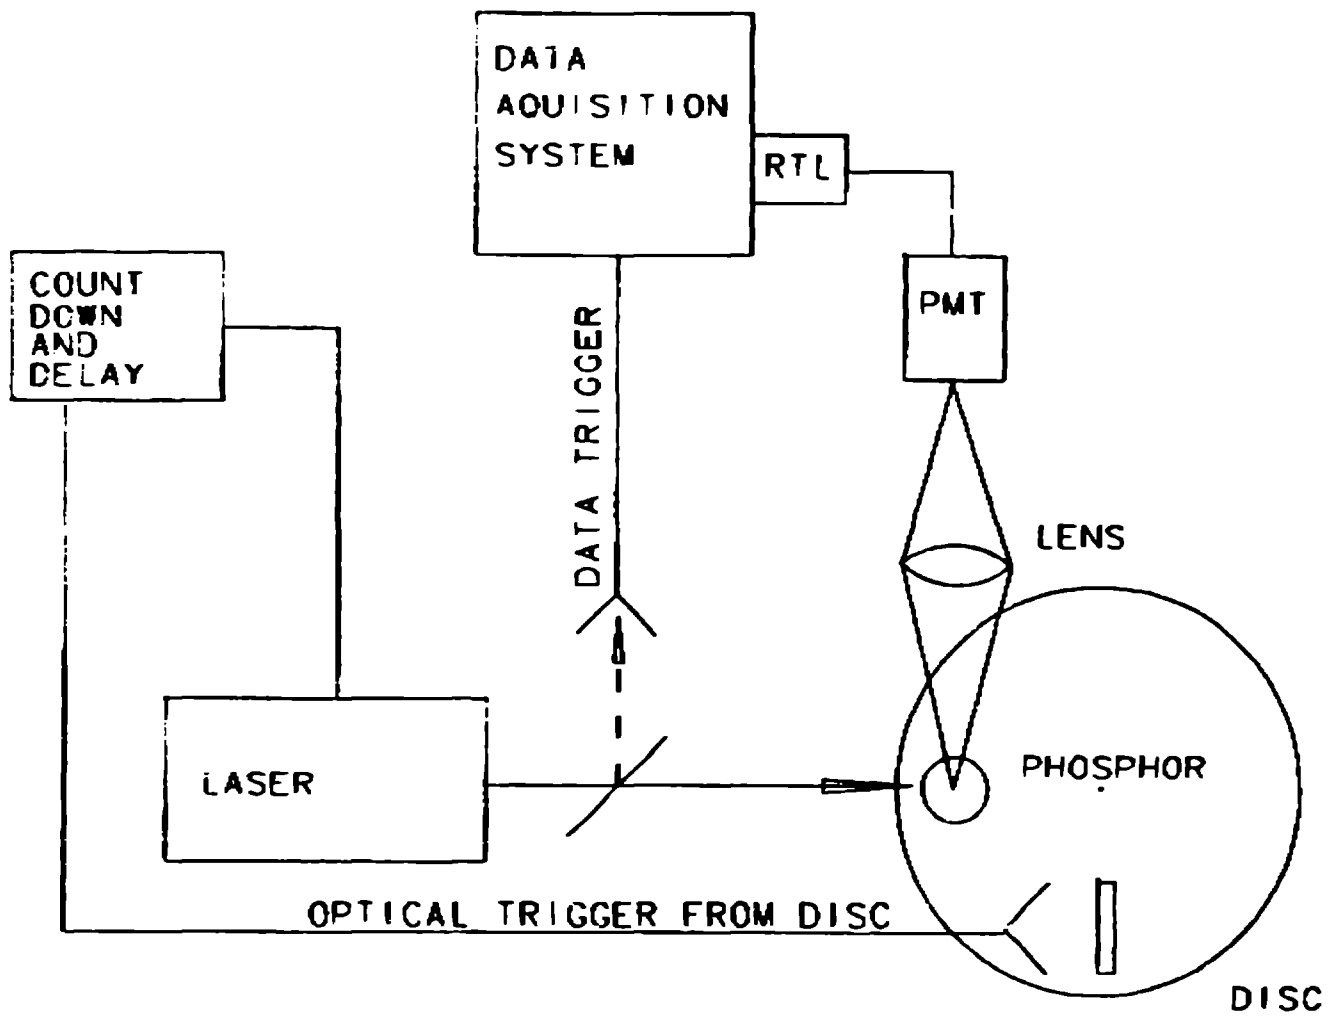 DATA
AQUISITION
SYSTEM
RTL
COUNT
DOWN
AND
DELAY
PMT
DATA TRIGGER
LENS
LASER
PHOSPHOR
OPTICAL TRIGGER FROM DISC
DISC